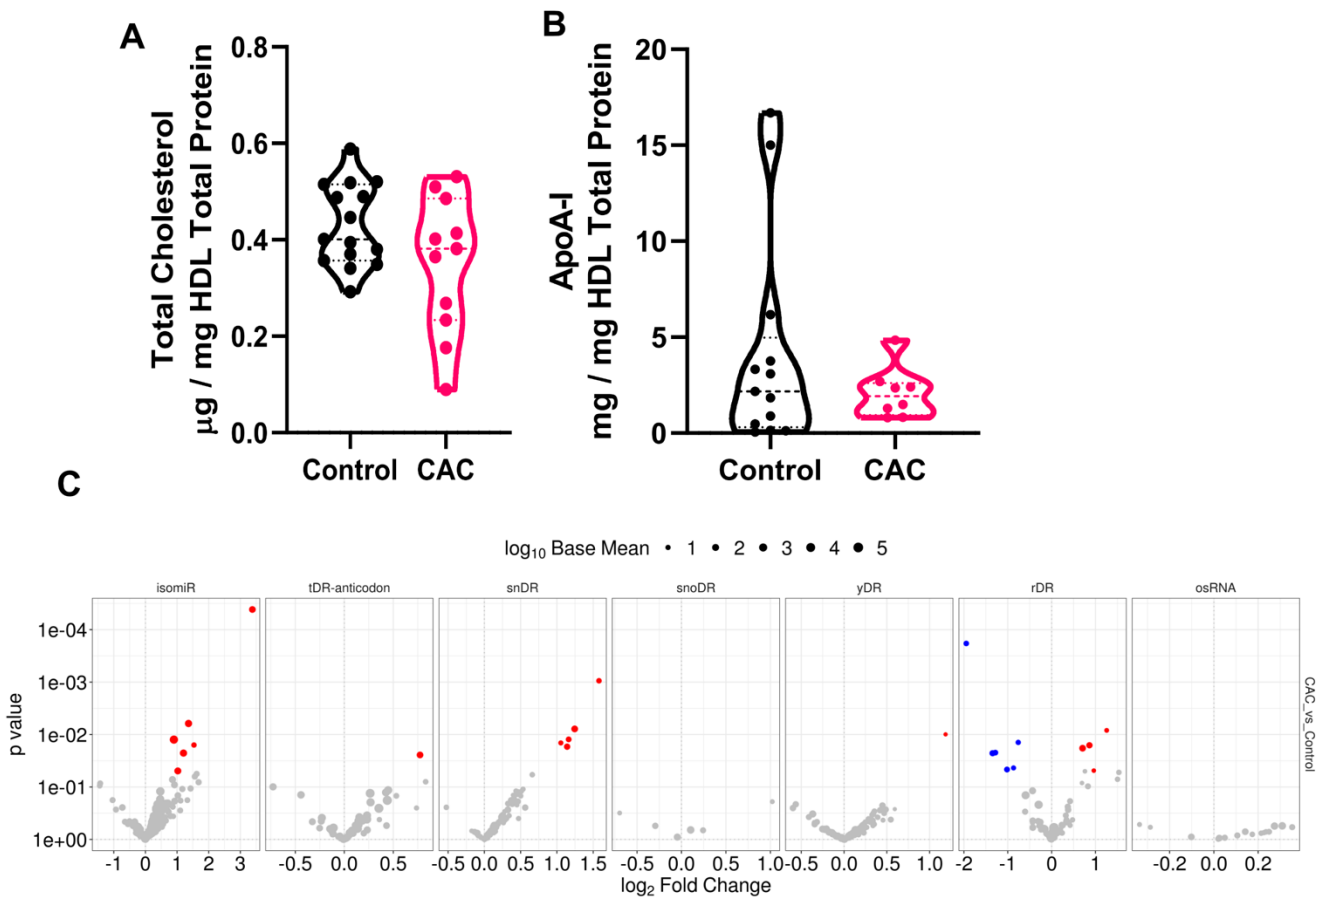 A
Total Cholesterol
µg / mg HDL Total Protein
0.8
0.6
0.4
0.2
0.0
Control CAC
B
ApoA-I
mg / mg HDL Total Protein
20
15
10
5
0
Control CAC
C
log10 Base Mean 1 2 3 4 5
isomiR tDR-anticodon snDR snoDR yDR rDR osRNA
p value
1e-04
1e-03
1e-02
1e-01
1e+00
CAC_vs_Control
-1 0 1 2 3 -0.5 0.0 0.5 -0.5 0.0 0.5 1.0 1.5 -0.5 0.0 0.5 1.0 -0.5 0.0 0.5 1.0 -2 -1 0 1 -0.2 0.0 0.2
log2 Fold Change